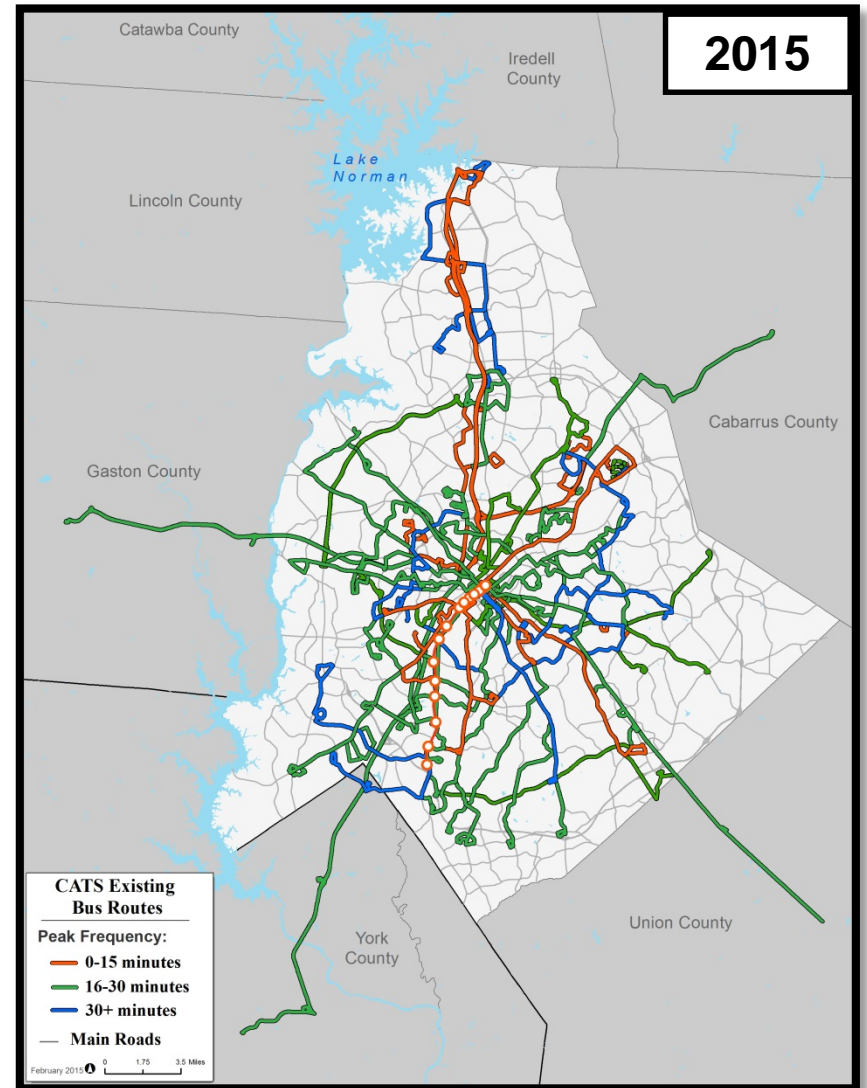 2015
Catawba County
Iredell
County
Lake
Norman
Lincoln County
Cabarrus County
Gaston County
Union County
York
County
CATS Existing
Bus Routes
Peak Frequency:
0-15 minutes
16-30 minutes
30+ minutes
Main Roads
February 2015 0 1.75 3.5 Miles